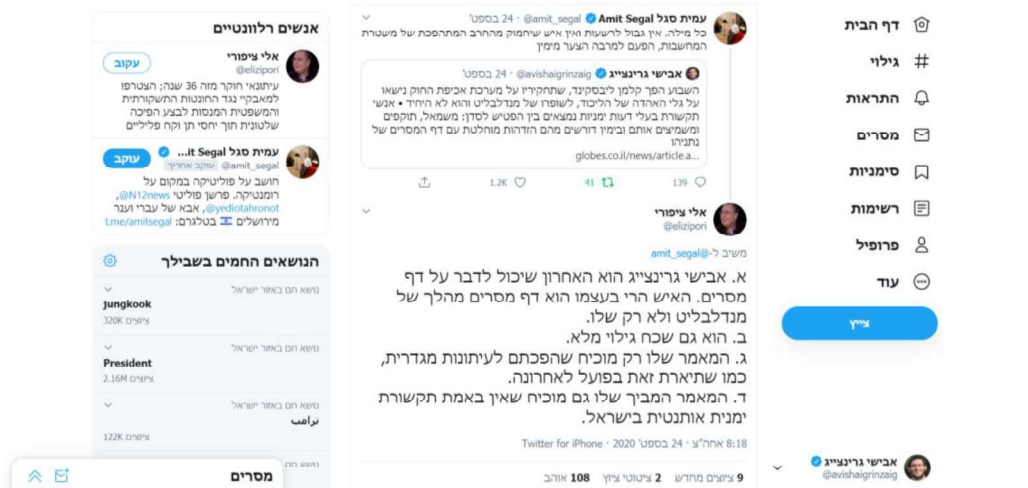 דף הבית
גילוי
התראות
מסרים
סימניות
רשימות
פרופיל
עוד
ציוץ
אבישי גרינצייג
@avishaigrinzaig
עמית סגל Amit Segal @amit_segal · 24 בספט'
כל מילה. אין גבול לרשעות ואין איש שיחמוק מהחרב המתהפכת של משטרת
המחשבות, הפעם למרבה הצער מימין
אבישי גרינצייג @avishaigrinzaig · 24 בספט'
השבוע הפך קלמן ליבסקינד, שתחקיריו על מערכת אכיפת החוק נישאו
על גלי האהדה של הליכוד, לשופרו של מנדלבליט והוא לא היחיד • אנשי
תקשורת בעלי דעות ימניות נמצאים בין הפטיש לסדן: משמאל, תוקפים
ומשמיצים אותם ובימין דורשים מהם הזדהות מוחלטת עם דף המסרים של
נתניהו
globes.co.il/news/article.a...
139
41
1.2K
אלי ציפורי
@elizipori
משיב ל-@amit_segal
א. אבישי גרינצייג הוא האחרון שיכול לדבר על דף
מסרים. האיש הרי בעצמו הוא דף מסרים מהלך של
מנדלבליט ולא רק שלו.
ב. הוא גם שכח גילוי מלא.
ג. המאמר שלו רק מוכיח שהפכתם לעיתונות מגדרית,
כמו שתיארת זאת בפועל לאחרונה.
ד. המאמר המביך שלו גם מוכיח שאין באמת תקשורת
ימנית אותנטית בישראל.
8:18 אחה"צ · 24 בספט' 2020 · Twitter for iPhone
9 ציוצים מחדש 2 ציטוטי ציוץ 108 אוהב
אנשים רלוונטיים
אלי ציפורי
@elizipori
עקוב
עיתונאי חוקר מזה 36 שנה; הצטרפו
למאבקיי נגד החונטות התקשורתית
והמשפטית המנסות לבצע הפיכה
שלטונית תוך יחסי תן וקח פליליים
עמית סגל it Segal...
@amit_segal עוקב אחריך
עוקב
חושב על פוליטיקה במקום על
רומנטיקה. פרשן פוליטי @N12news,
@yediotahronot, אבא של עברי וענר
מירושלים בטלגרם: t.me/amitsegal
הנושאים החמים בשבילך
נושא חם באזור ישראל
jungkook
320K ציוצים
נושא חם באזור ישראל
President
2.16M ציוצים
נושא חם באזור ישראל
ترامب
122K ציוצים
מסרים